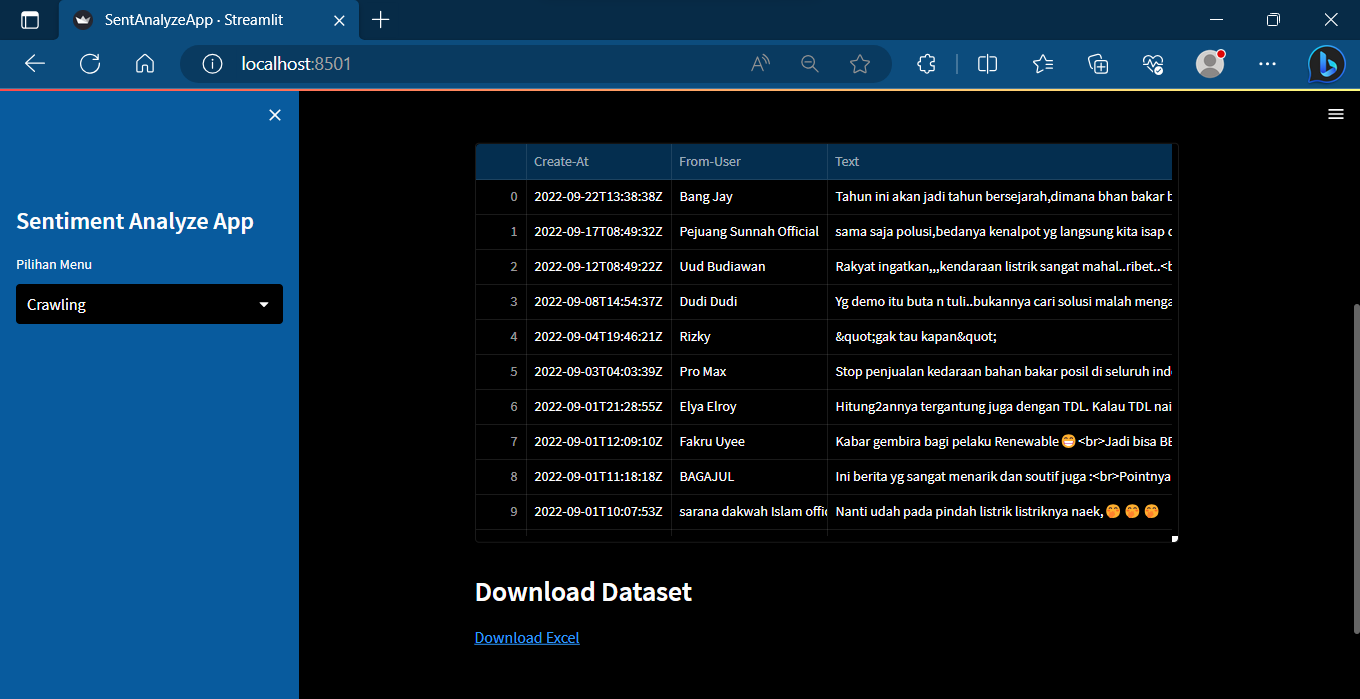 SentAnalyzeApp · Streamlit
localhost:8501
Sentiment Analyze App
Pilihan Menu
Crawling
Create-At From-User Text
0 2022-09-22T13:38:38Z Bang Jay Tahun ini akan jadi tahun bersejarah,dimana bhan bakar b
1 2022-09-17T08:49:32Z Pejuang Sunnah Official sama saja polusi,bedanya kenalpot yg langsung kita isap
2 2022-09-12T08:49:22Z Uud Budiawan Rakyat ingatkan,,,kendaraan listrik sangat mahal..ribet..<b
3 2022-09-08T14:54:37Z Dudi Dudi Yg demo itu buta n tuli..bukannya cari solusi malah menga
4 2022-09-04T19:46:21Z Rizky &quot;gak tau kapan&quot;
5 2022-09-03T04:03:39Z Pro Max Stop penjualan kedaraan bahan bakar posil di seluruh ind
6 2022-09-01T21:28:55Z Elya Elroy Hitung2annya tergantung juga dengan TDL. Kalau TDL nai
7 2022-09-01T12:09:10Z Fakru Uyee Kabar gembira bagi pelaku Renewable😁<br>Jadi bisa BE
8 2022-09-01T11:18:18Z BAGAJUL Ini berita yg sangat menarik dan soutif juga :<br>Pointnya
9 2022-09-01T10:07:53Z sarana dakwah Islam offic Nanti udah pada pindah listrik listriknya naek,🤭🤭🤭
Download Dataset
Download Excel